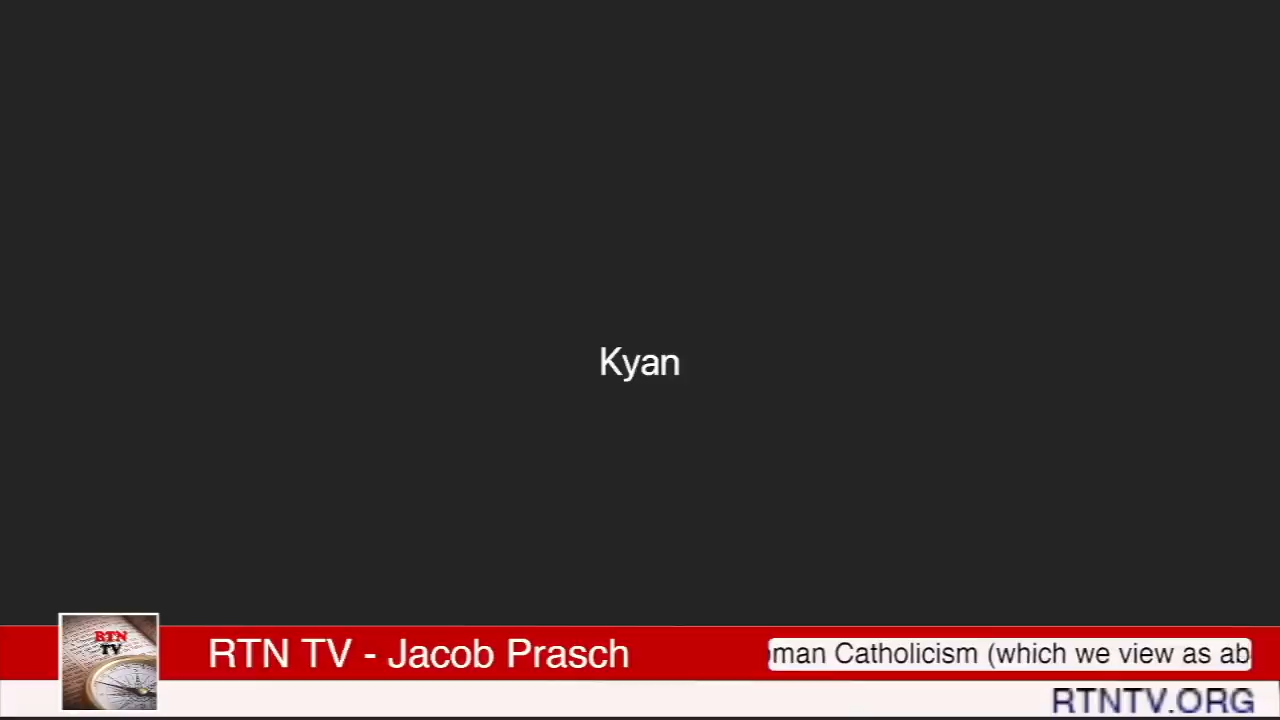 Kyan
RTN
TV
RTN TV - Jacob Prasch
man Catholicism (which we view as ab
RTNTV.ORG